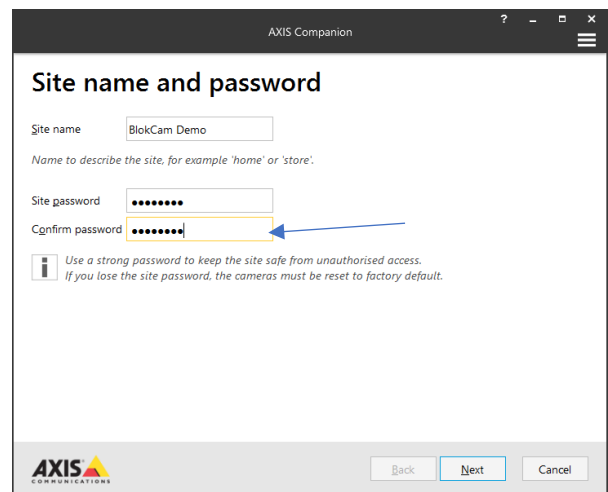 AXIS Companion
?
Site name and password
Site name BlokCam Demo
Name to describe the site, for example 'home' or 'store'.
Site password ●●●●●●●●
Confirm password ●●●●●●●●
i Use a strong password to keep the site safe from unauthorised access.
If you lose the site password, the cameras must be reset to factory default.
AXIS
COMMUNICATIONS
Back Next Cancel